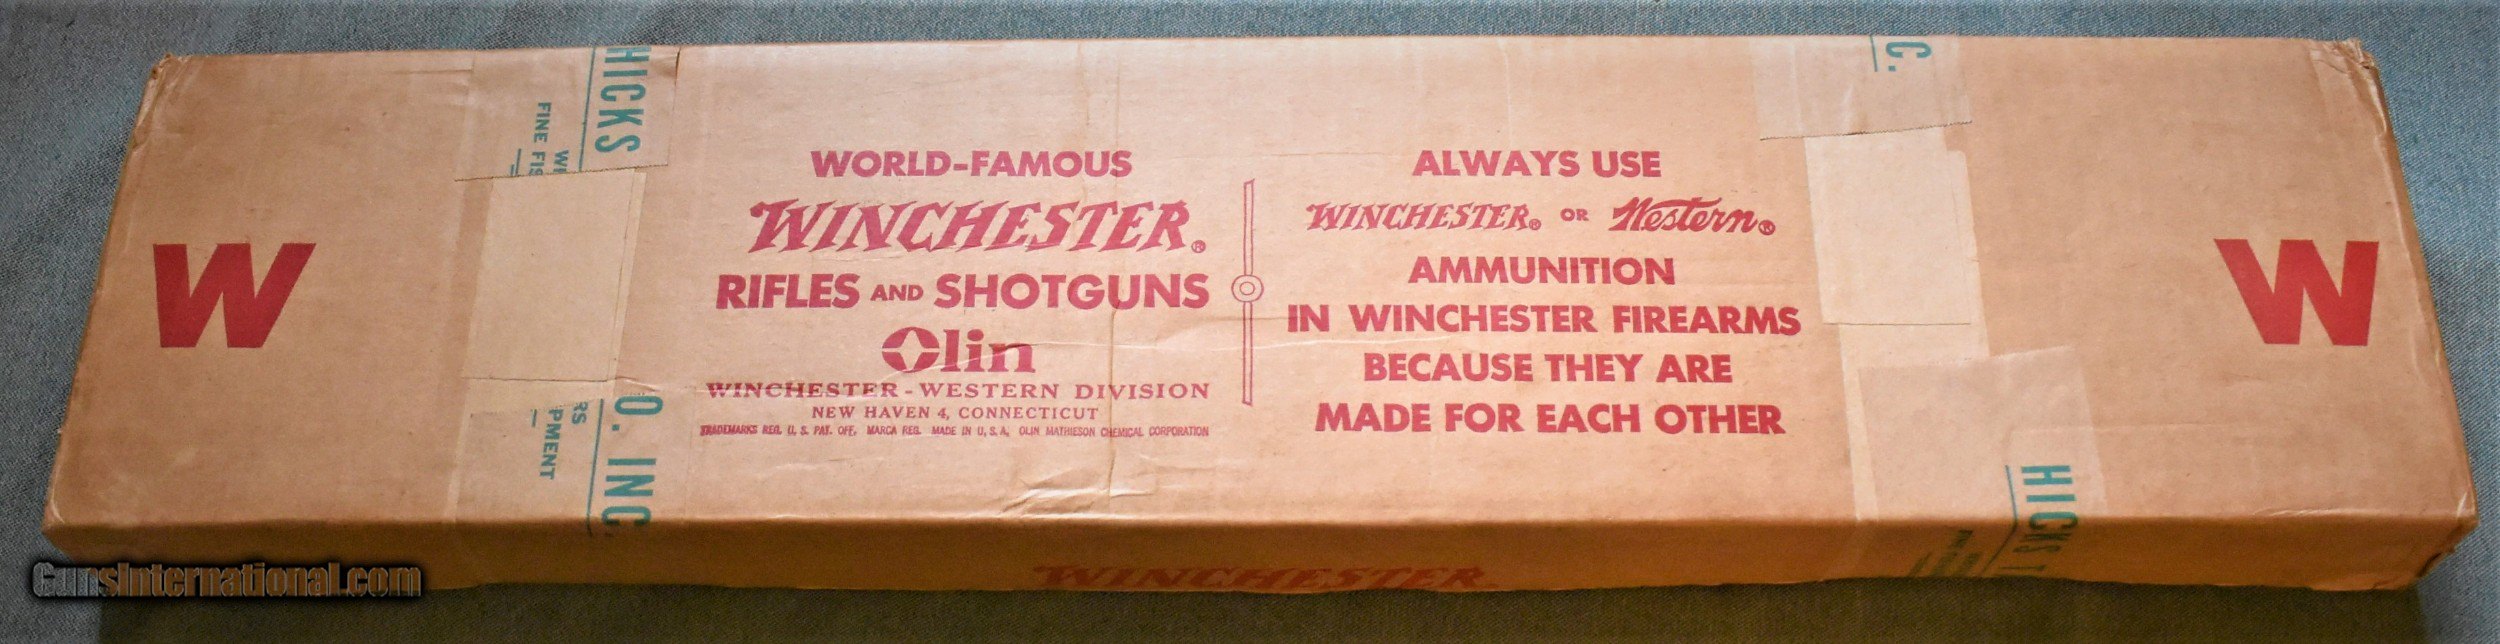 HICKS
FINE FIS
O. INC.
PMENT
C.
W
WORLD-FAMOUS
WINCHESTER®
RIFLES AND SHOTGUNS
Olin
WINCHESTER-WESTERN DIVISION
NEW HAVEN 4, CONNECTICUT
TRADEMARKS REG. U. S. PAT. OFF. MARCA REG. MADE IN U.S.A. OLIN MATHIESON CHEMICAL CORPORATION
ALWAYS USE
WINCHESTER® OR Western®
AMMUNITION
IN WINCHESTER FIREARMS
BECAUSE THEY ARE
MADE FOR EACH OTHER
W
HICKS
WINCHESTER
GunsInternational.com